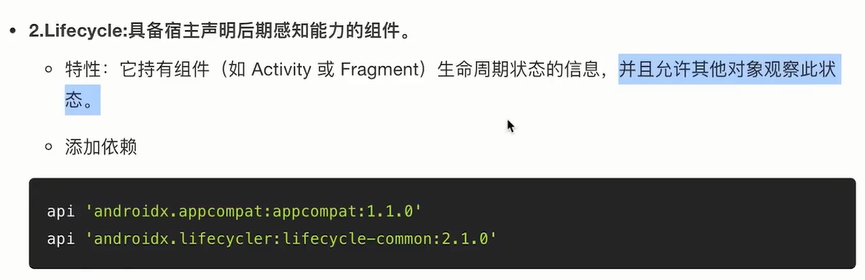 2.Lifecycle:具备宿主声明后期感知能力的组件。
特性：它持有组件（如 Activity 或 Fragment）生命周期状态的信息，并且允许其他对象观察此状
态。
添加依赖
api 'androidx.appcompat:appcompat:1.1.0'
api 'androidx.lifecycler:lifecycle-common:2.1.0'